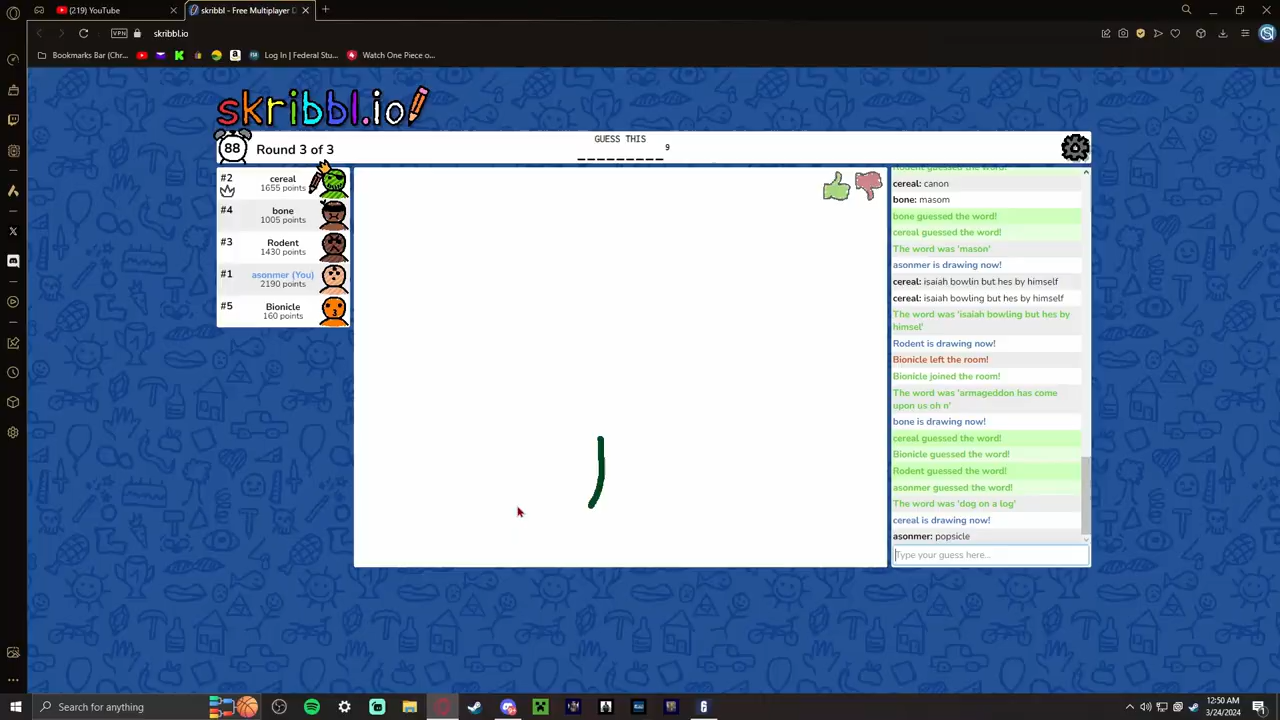 (219) YouTube
skribbl - Free Multiplayer D
VPN
skribbl.io
Bookmarks Bar (Chr...
Log In | Federal Stu...
Watch One Piece o...
skribbl.io
88
Round 3 of 3
GUESS THIS
_________ 9
#2
cereal
1655 points
#4
bone
1005 points
#3
Rodent
1430 points
#1
asonmer (You)
2190 points
#5
Bionicle
160 points
Rodent guessed the word!
cereal: canon
bone: masom
bone guessed the word!
cereal guessed the word!
The word was 'mason'
asonmer is drawing now!
cereal: isaiah bowlin but hes by himself
cereal: isaiah bowling but hes by himself
The word was 'isaiah bowling but hes by
himsel'
Rodent is drawing now!
Bionicle left the room!
Bionicle joined the room!
The word was 'armageddon has come
upon us oh n'
bone is drawing now!
cereal guessed the word!
Bionicle guessed the word!
Rodent guessed the word!
asonmer guessed the word!
The word was 'dog on a log'
cereal is drawing now!
asonmer: popsicle
Type your guess here...
Search for anything
12:50 AM
3/24/2024